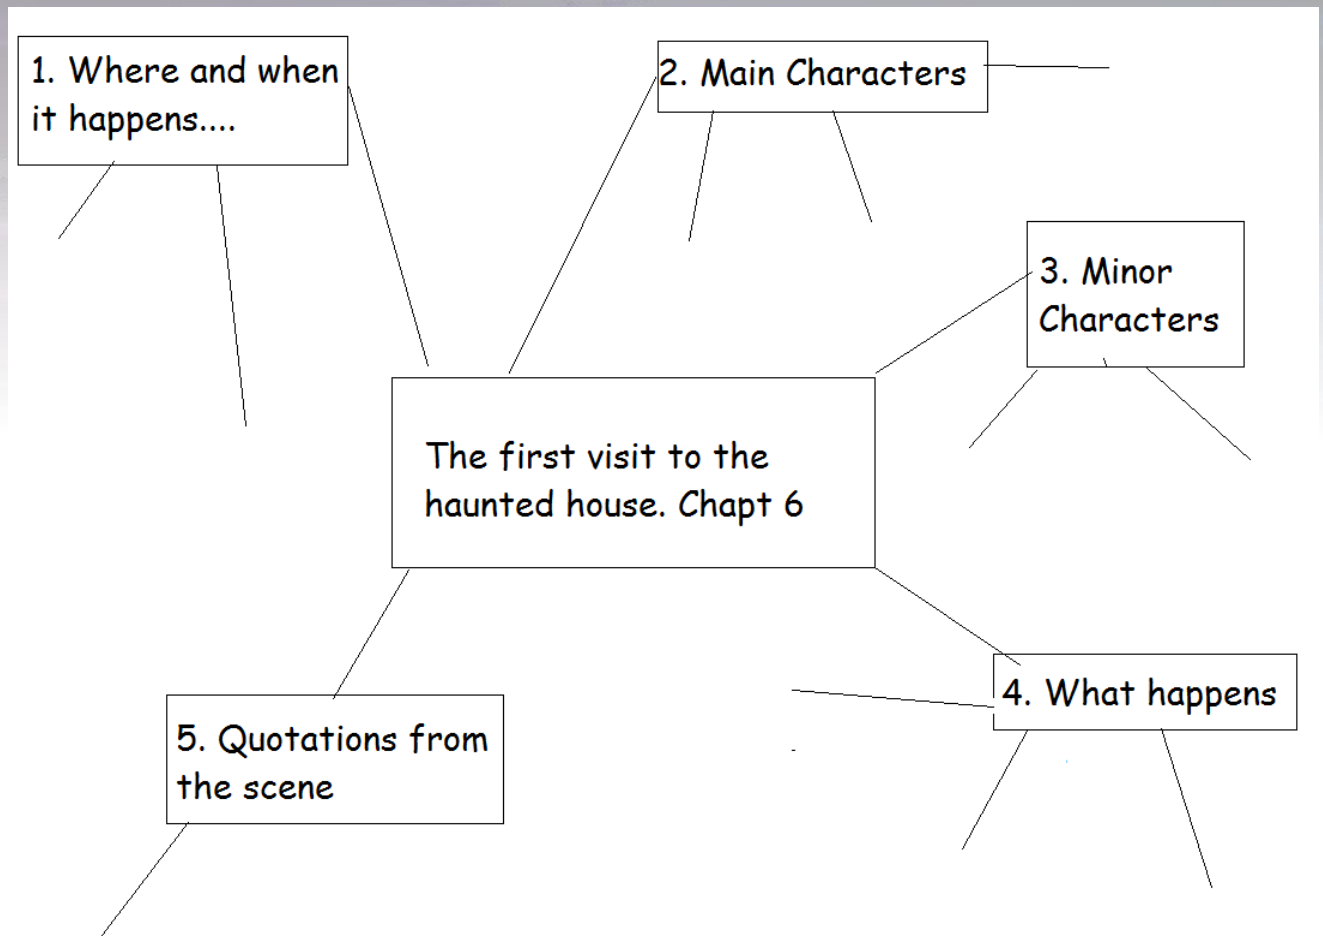 1. Where and when
it happens....
2. Main Characters
3. Minor
Characters
The first visit to the
haunted house. Chapt 6
4. What happens
5. Quotations from
the scene